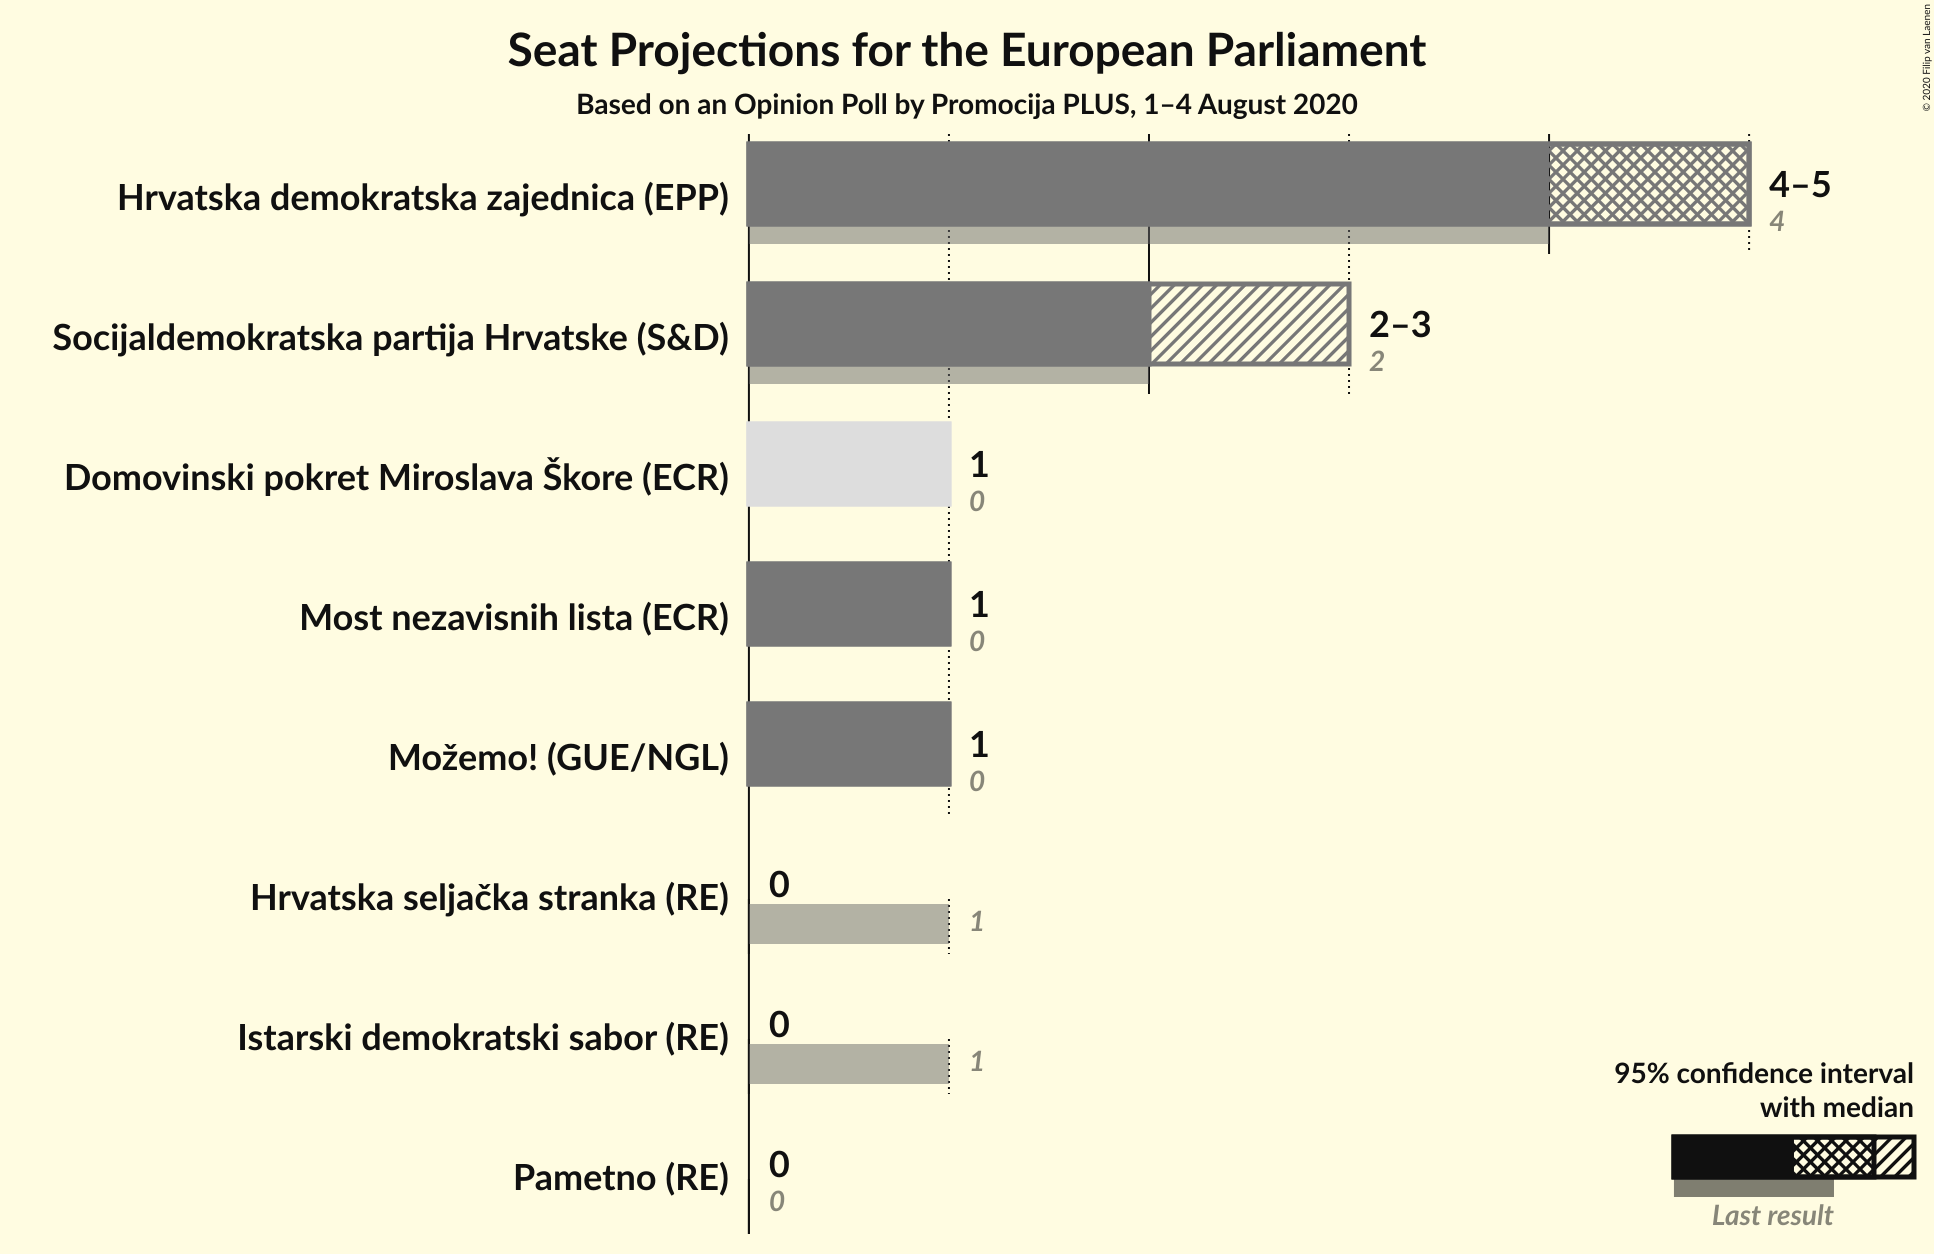 Seat Projections for the European Parliament
Based on an Opinion Poll by Promocija PLUS, 1–4 August 2020
© 2020 Filip van Laenen
Hrvatska demokratska zajednica (EPP)
4–5
4
Socijaldemokratska partija Hrvatske (S&D)
2–3
2
Domovinski pokret Miroslava Škore (ECR)
1
0
Most nezavisnih lista (ECR)
1
0
Možemo! (GUE/NGL)
1
0
Hrvatska seljačka stranka (RE)
0
1
Istarski demokratski sabor (RE)
0
1
Pametno (RE)
0
0
95% confidence interval
with median
Last result